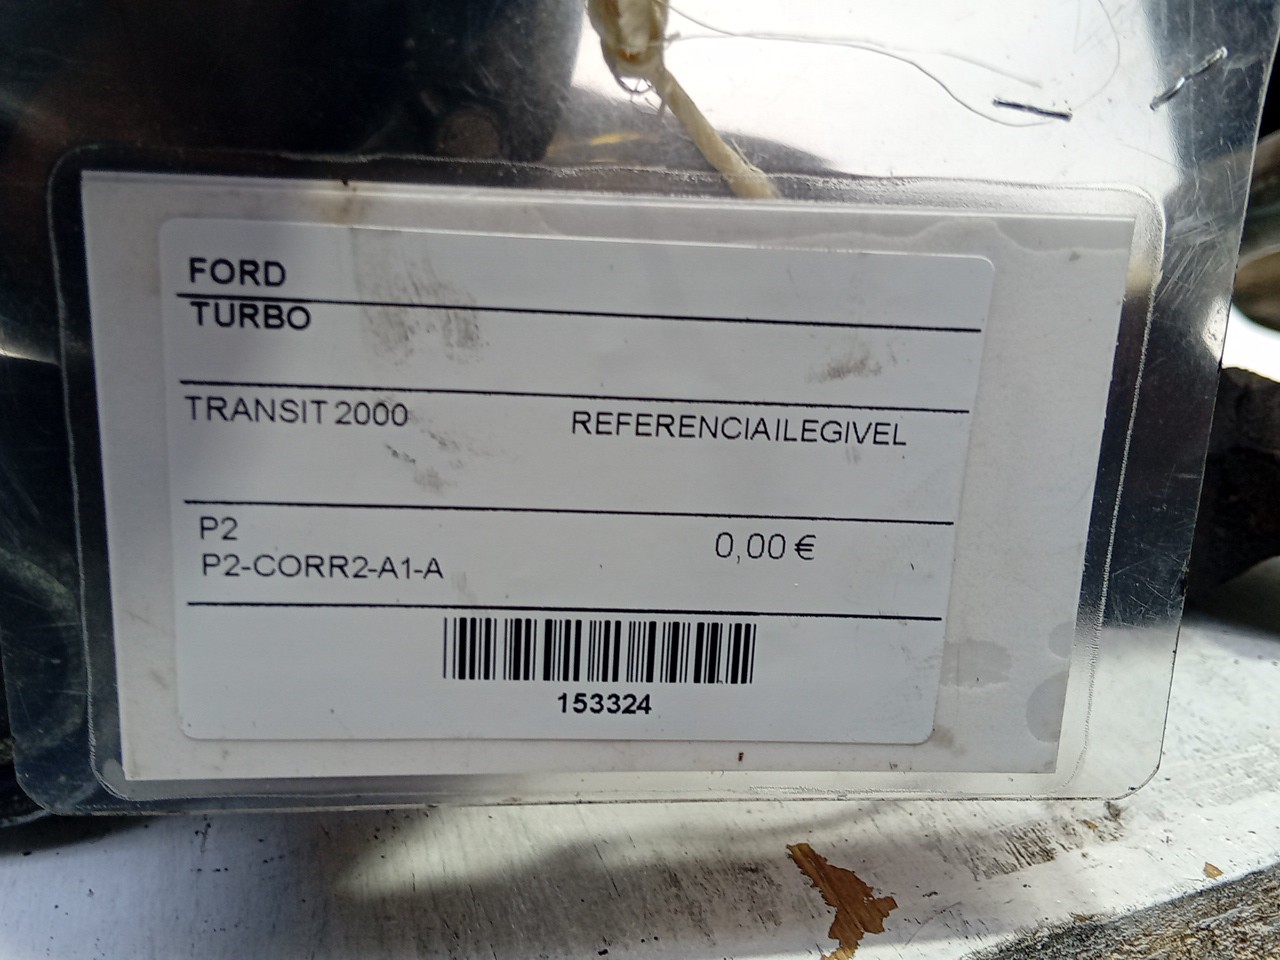 FORD
TURBO
TRANSIT 2000 REFERENCIAILEGIVEL
P2 0,00 €
P2-CORR2-A1-A
153324